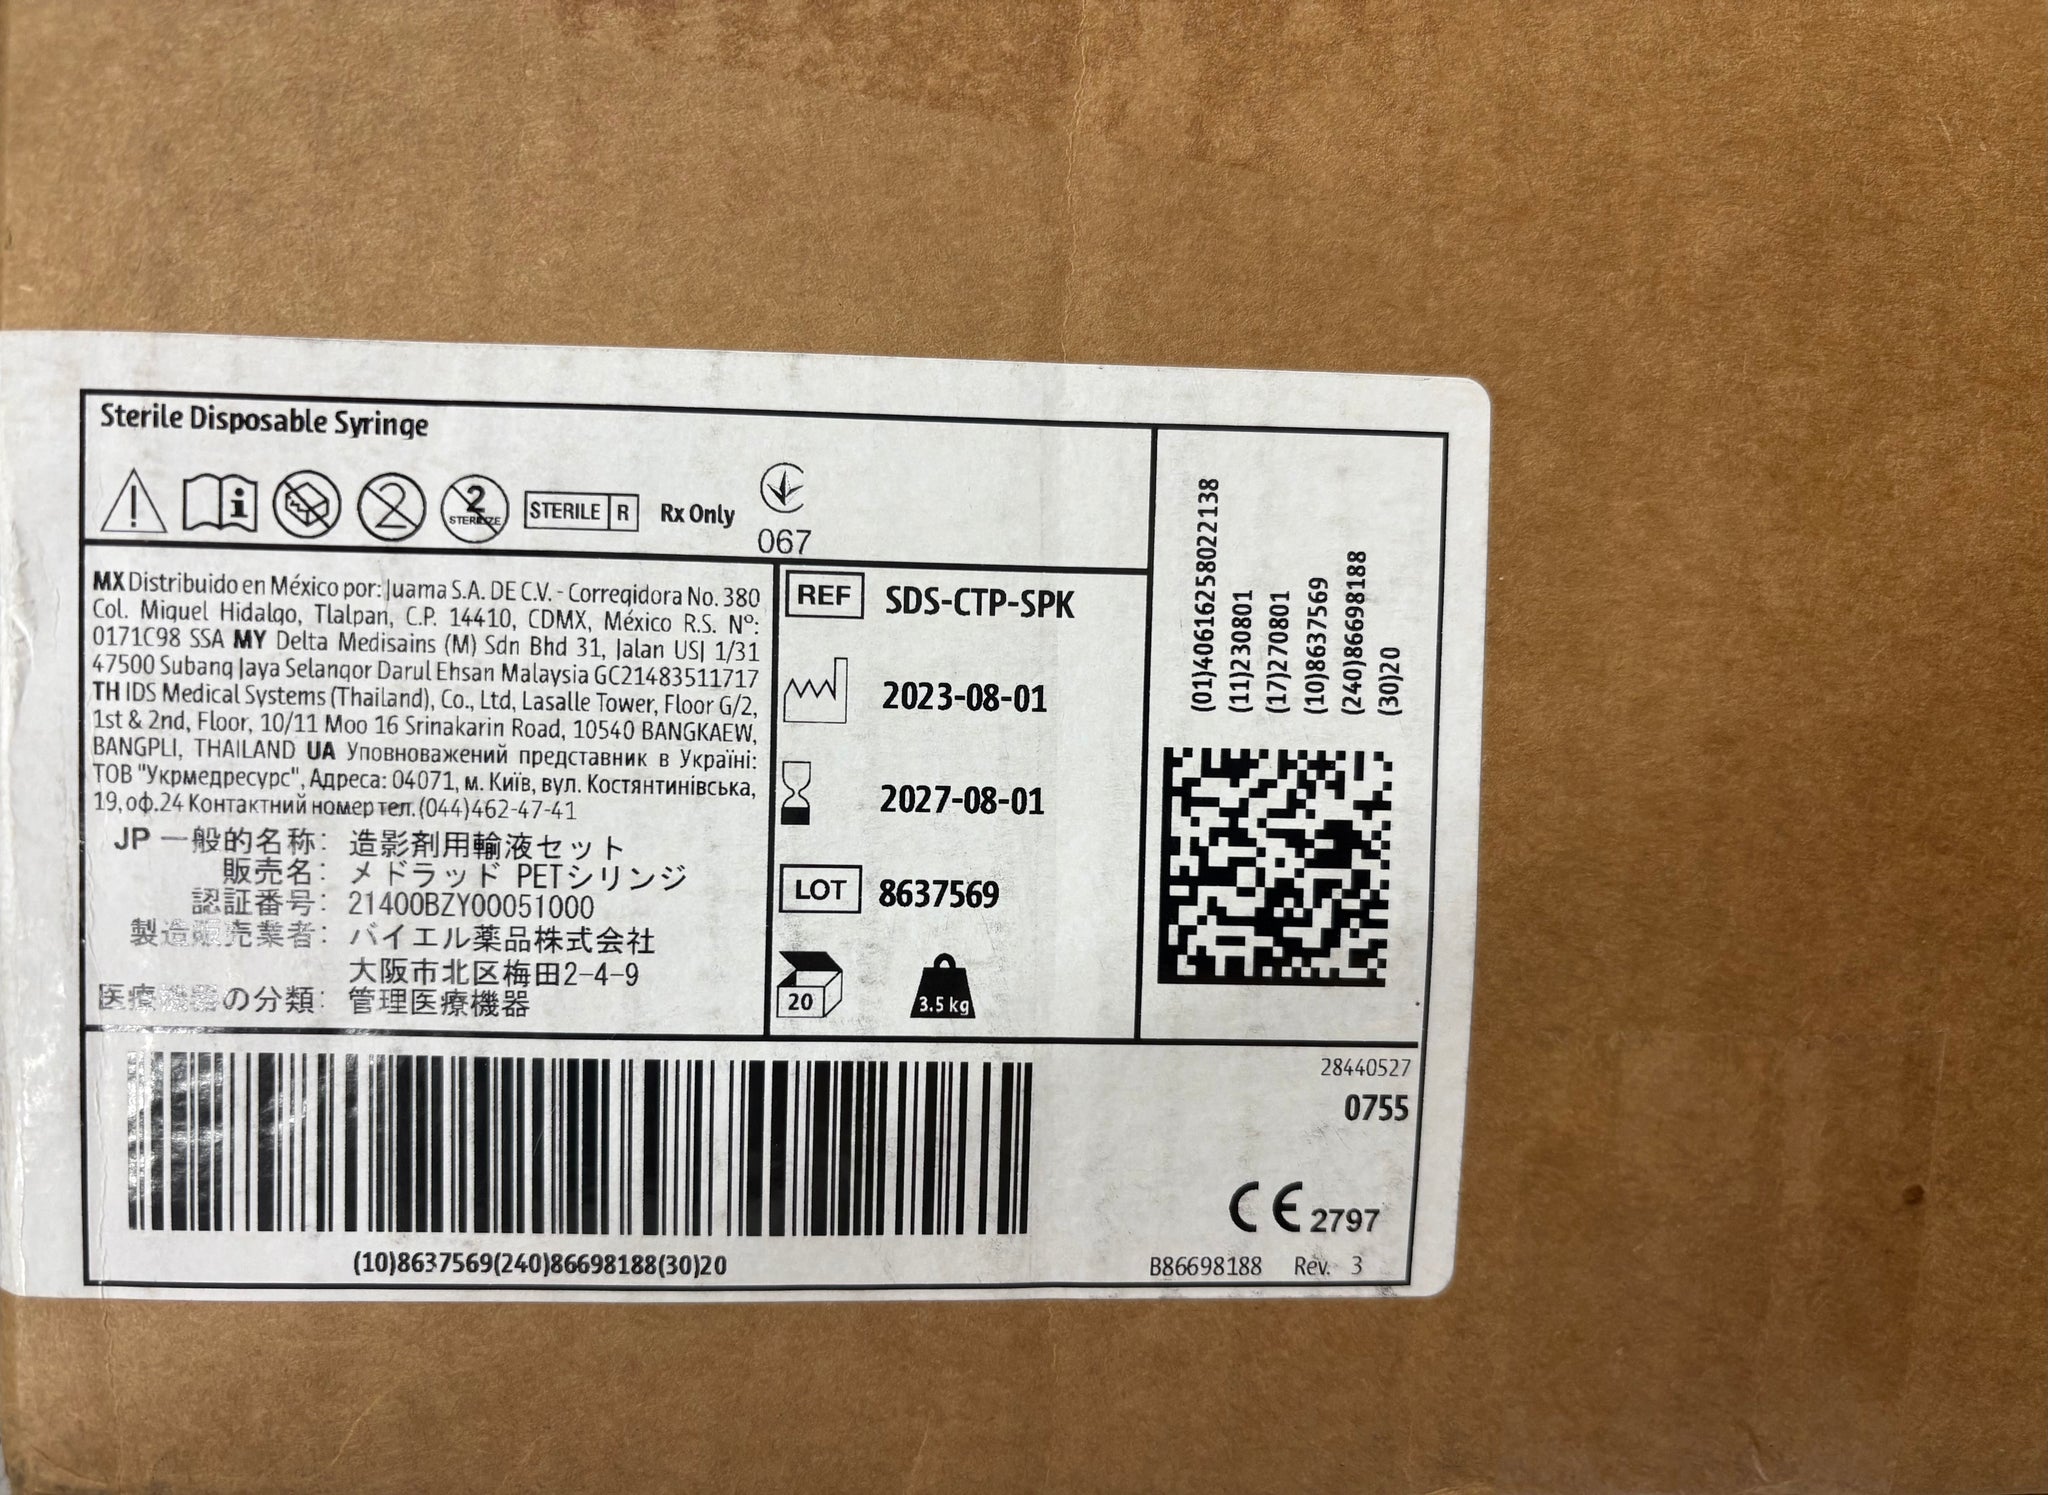 Sterile Disposable Syringe
2
2
STERILIZE
STERILE R
Rx Only
067
MX Distribuido en México por: Juama S.A. DE C.V. - Corregidora No. 380
Col. Miguel Hidalgo, Tlalpan, C.P. 14410, CDMX, México R.S. Nº:
0171C98 SSA MY Delta Medisains (M) Sdn Bhd 31, Jalan USJ 1/31
47500 Subang Jaya Selangor Darul Ehsan Malaysia GC21483511717
TH IDS Medical Systems (Thailand), Co., Ltd, Lasalle Tower, Floor G/2,
1st & 2nd, Floor, 10/11 Moo 16 Srinakarin Road, 10540 BANGKAEW,
BANGPLI, THAILAND UA Уповноважений представник в Україні:
ТОВ "Укрмедресурс", Адреса: 04071, м. Київ, вул. Костянтинівська,
19, оф.24 Контактний номер тел. (044)462-47-41
JP 一般的名称: 造影剤用輸液セット
販売名: メドラッド PETシリンジ
認証番号: 21400BZY00051000
製造販売業者: バイエル薬品株式会社
大阪市北区梅田2-4-9
医療機器の分類: 管理医療機器
REF SDS-CTP-SPK
2023-08-01
2027-08-01
LOT 8637569
20
3.5 kg
(01)04061625802​2138
(11)230801
(17)270801
(10)8637569
(240)86698188
(30)20
(10)8637569(240)86698188(30)20
28440527
0755
CE 2797
B86698188 Rev. 3